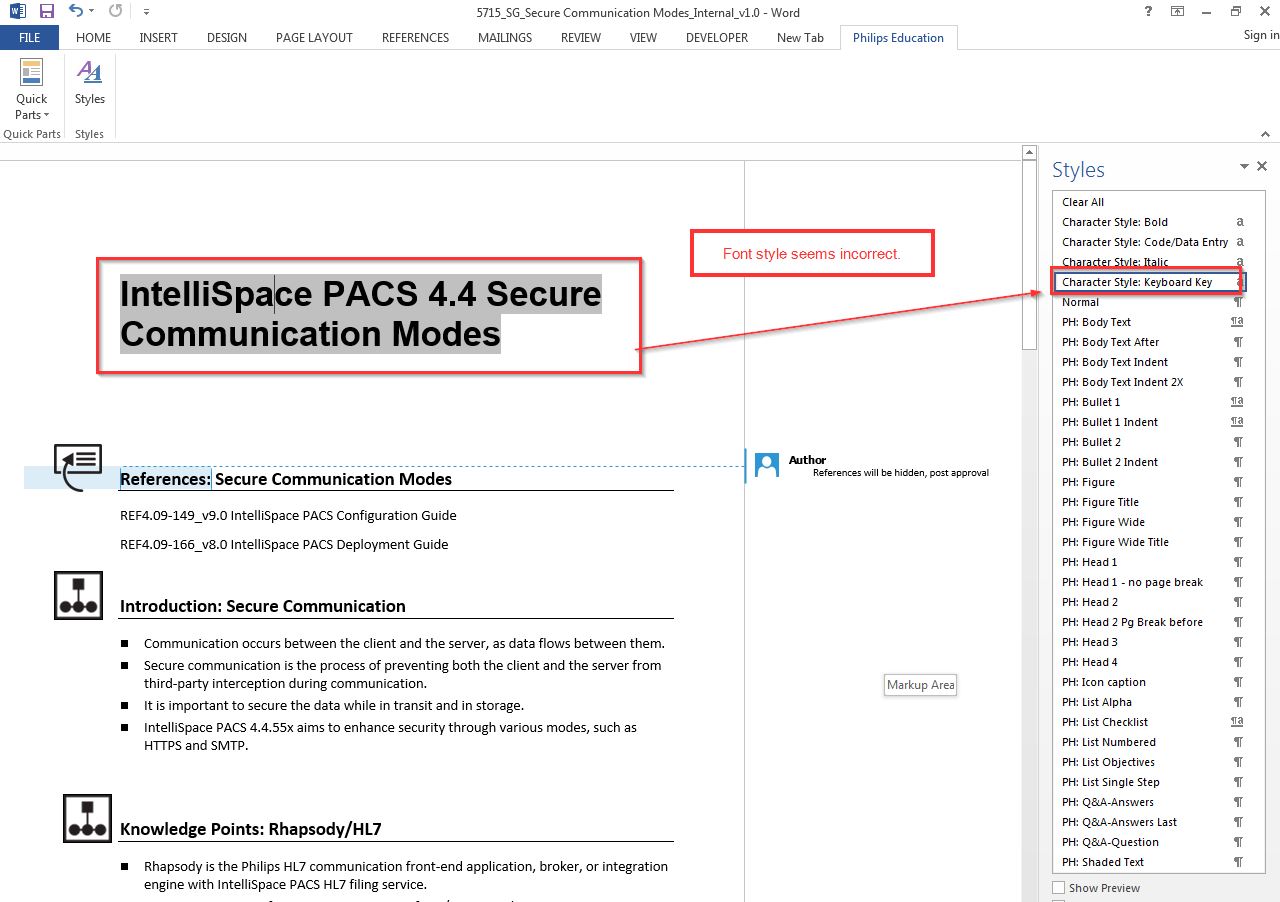 5715_SG_Secure Communication Modes_Internal_v1.0 - Word
FILE HOME INSERT DESIGN PAGE LAYOUT REFERENCES MAILINGS REVIEW VIEW DEVELOPER New Tab Philips Education Sign in
Quick Parts
Styles
Quick Parts
Styles
Font style seems incorrect.
IntelliSpace PACS 4.4 Secure
Communication Modes
References: Secure Communication Modes
Author
References will be hidden, post approval
REF4.09-149_v9.0 IntelliSpace PACS Configuration Guide
REF4.09-166_v8.0 IntelliSpace PACS Deployment Guide
Introduction: Secure Communication
Communication occurs between the client and the server, as data flows between them.
Secure communication is the process of preventing both the client and the server from
third-party interception during communication.
It is important to secure the data while in transit and in storage.
IntelliSpace PACS 4.4.55x aims to enhance security through various modes, such as
HTTPS and SMTP.
Markup Area
Knowledge Points: Rhapsody/HL7
Rhapsody is the Philips HL7 communication front-end application, broker, or integration
engine with IntelliSpace PACS HL7 filing service.
Styles
Clear All
Character Style: Bold a
Character Style: Code/Data Entry a
Character Style: Italic a
Character Style: Keyboard Key a
Normal ¶
PH: Body Text ¶a
PH: Body Text After ¶
PH: Body Text Indent ¶
PH: Body Text Indent 2X ¶
PH: Bullet 1 ¶a
PH: Bullet 1 Indent ¶a
PH: Bullet 2 ¶
PH: Bullet 2 Indent ¶
PH: Figure ¶
PH: Figure Title ¶
PH: Figure Wide ¶
PH: Figure Wide Title ¶
PH: Head 1 ¶
PH: Head 1 - no page break ¶
PH: Head 2 ¶
PH: Head 2 Pg Break before ¶
PH: Head 3 ¶
PH: Head 4 ¶
PH: Icon caption ¶
PH: List Alpha ¶
PH: List Checklist ¶a
PH: List Numbered ¶
PH: List Objectives ¶
PH: List Single Step ¶
PH: Q&A-Answers ¶
PH: Q&A-Answers Last ¶
PH: Q&A-Question ¶
PH: Shaded Text ¶
Show Preview